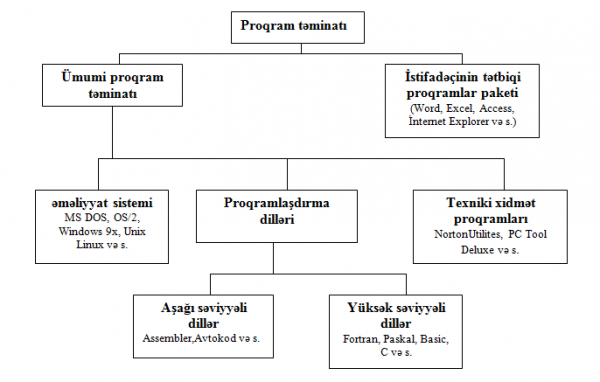 Proqram təminatı
Ümumi proqram
təminatı
İstifadəçinin tətbiqi
proqramlar paketi
(Word, Excel, Access,
İnternet Explorer və s.)
əməliyyat sistemi
MS DOS, OS/2,
Windows 9x, Unix
Linux və s.
Proqramlaşdırma
dilləri
Texniki xidmət
proqramları
NortonUtilites, PC Tool
Deluxe və s.
Aşağı səviyyəli
dillər
Assembler,Avtokod və s.
Yüksək səviyyəli
dillər
Fortran, Paskal, Basic,
C və s.